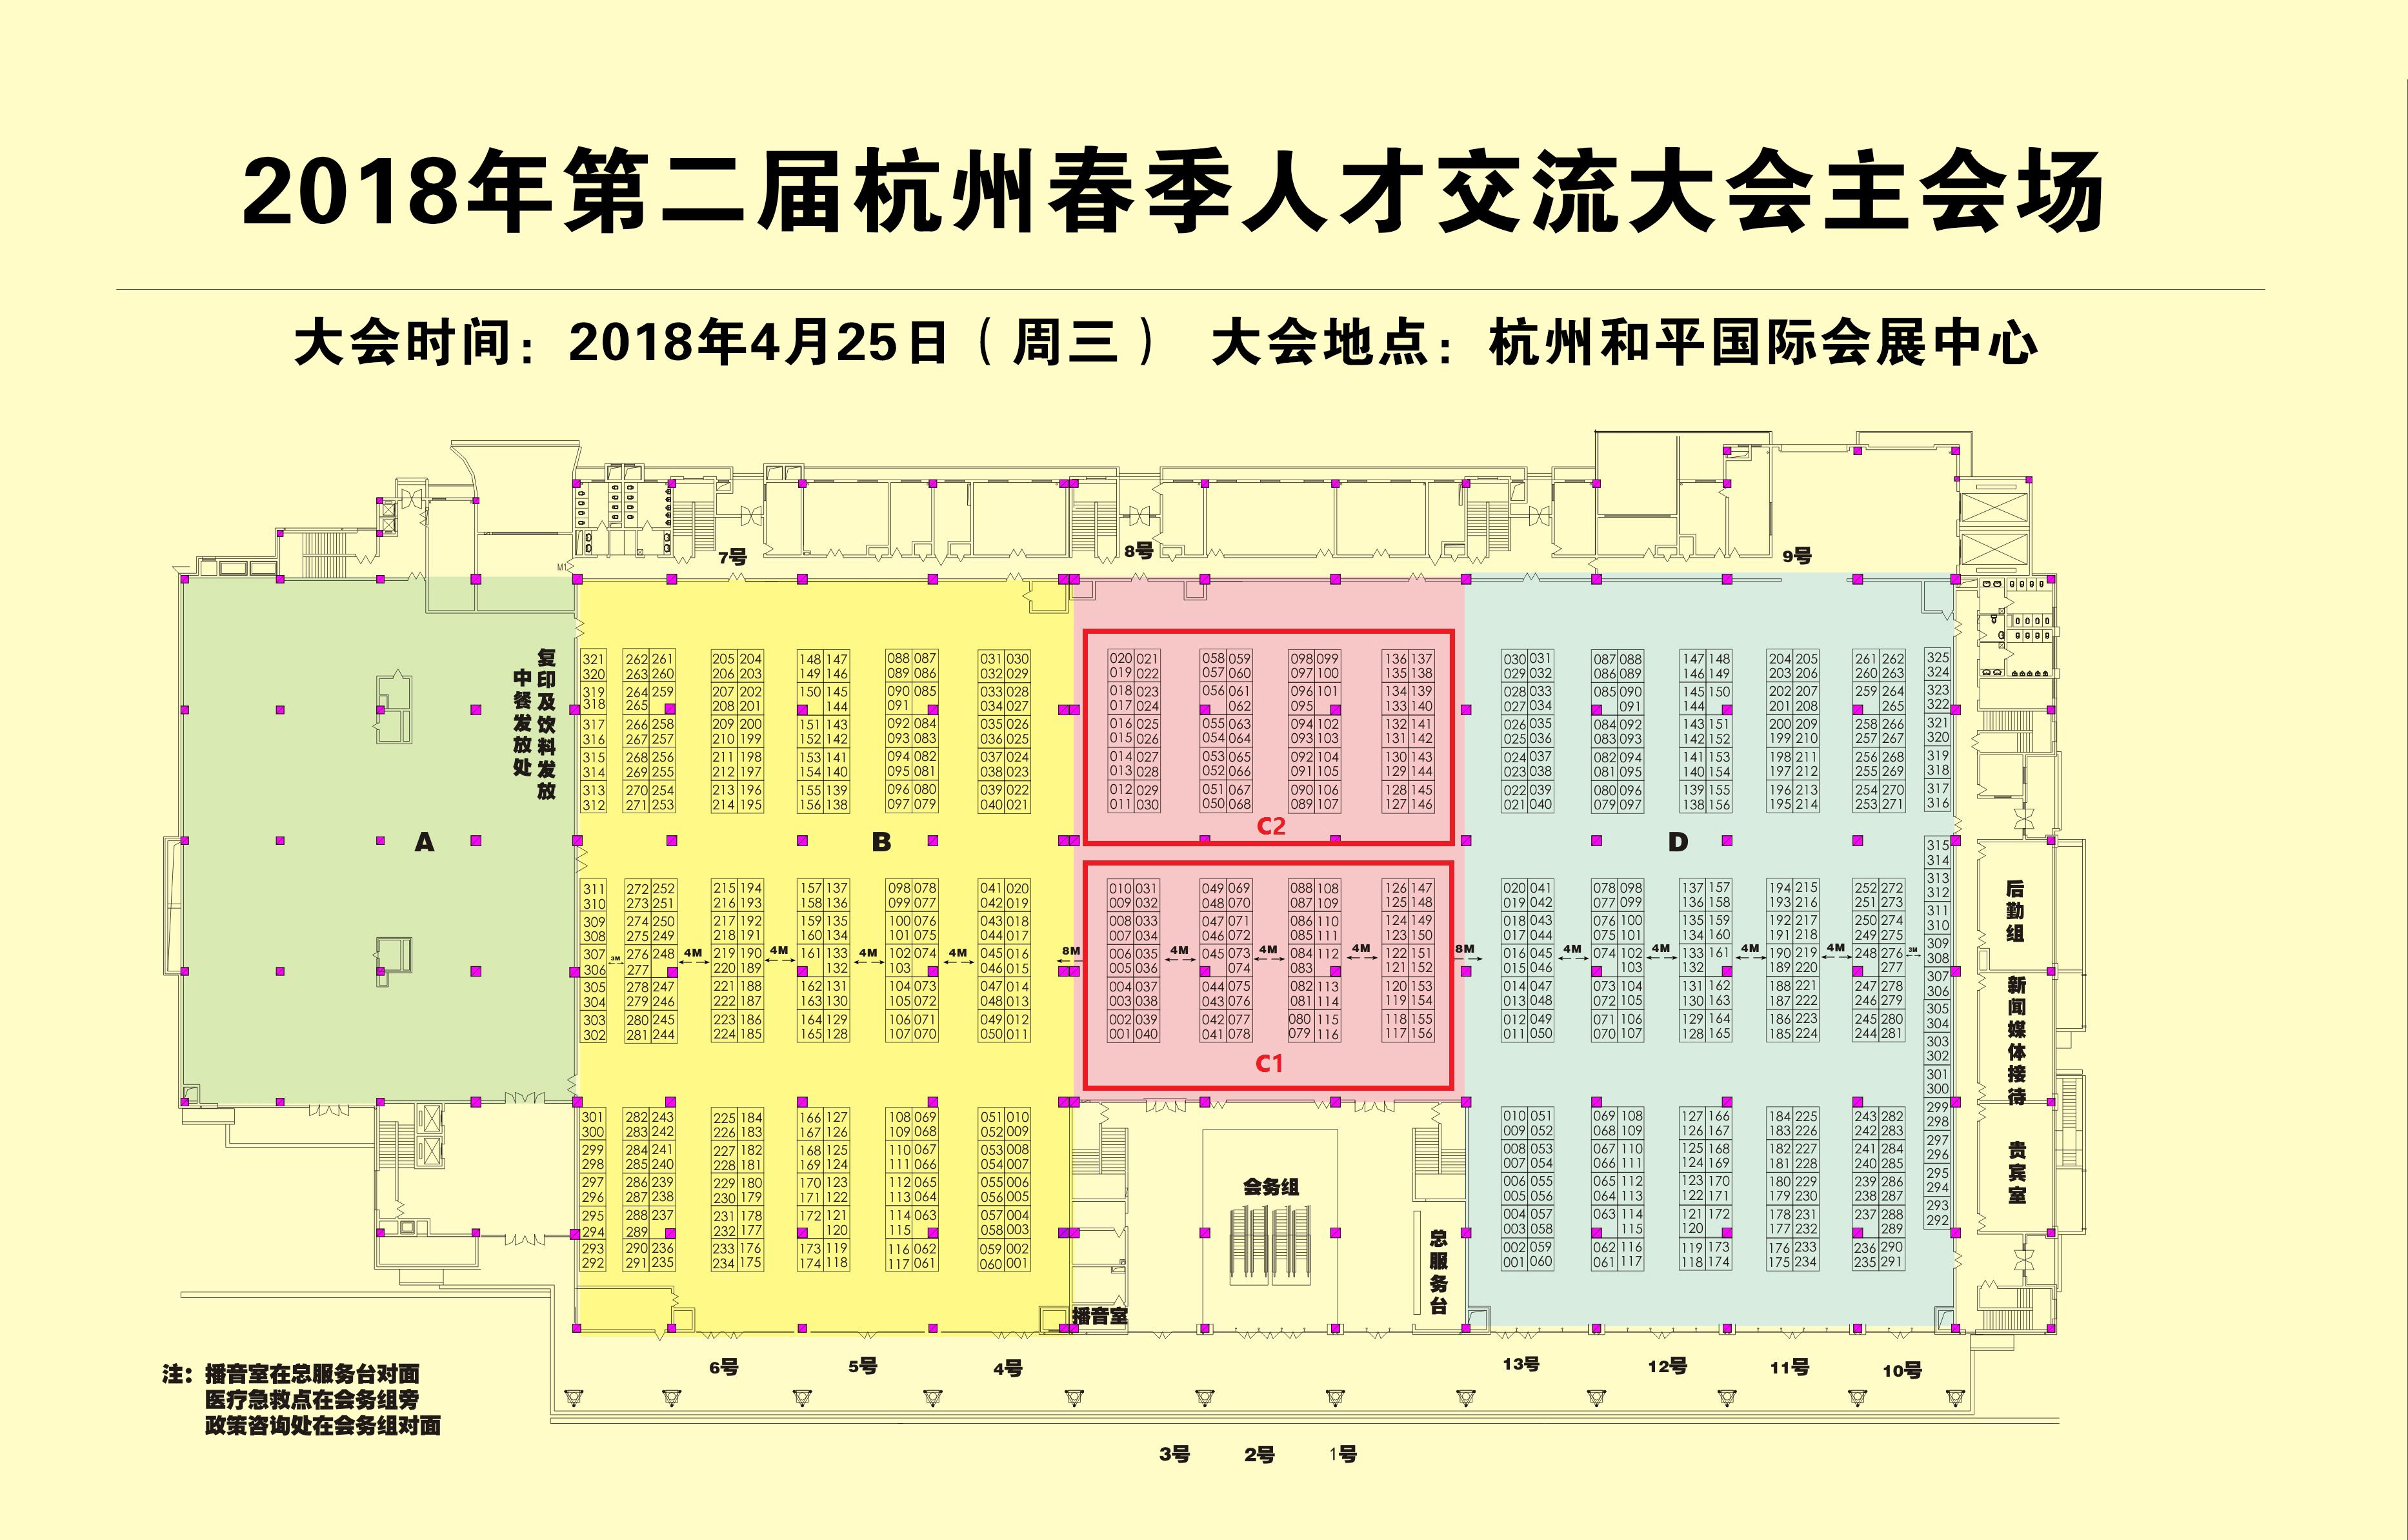 2018年第二届杭州春季人才交流大会主会场
大会时间：2018年4月25日（周三） 大会地点：杭州和平国际会展中心
7号
8号
9号
M1
复印及饮料发放
中餐发放处
A
B
C2
C1
D
321 262 261 205 204 148 147 088 087 031 030
320 263 260 206 203 149 146 089 086 032 029
319 264 259 207 202 150 145 090 085 033 028
318 265 208 201 144 091 034 027
317 266 258 209 200 151 143 092 084 035 026
316 267 257 210 199 152 142 093 083 036 025
315 268 256 211 198 153 141 094 082 037 024
314 269 255 212 197 154 140 095 081 038 023
313 270 254 213 196 155 139 096 080 039 022
312 271 253 214 195 156 138 097 079 040 021
311 272 252 215 194 157 137 098 078 041 020
310 273 251 216 193 158 136 099 077 042 019
309 274 250 217 192 159 135 100 076 043 018
308 275 249 218 191 160 134 101 075 044 017
307 3M 276 248 4M 219 190 4M 161 133 4M 102 074 4M 045 016 8M
306 277 220 189 132 103 046 015
305 278 247 221 188 162 131 104 073 047 014
304 279 246 222 187 163 130 105 072 048 013
303 280 245 223 186 164 129 106 071 049 012
302 281 244 224 185 165 128 107 070 050 011
301 282 243 225 184 166 127 108 069 051 010
300 283 242 226 183 167 126 109 068 052 009
299 284 241 227 182 168 125 110 067 053 008
298 285 240 228 181 169 124 111 066 054 007
297 286 239 229 180 170 123 112 065 055 006
296 287 238 230 179 171 122 113 064 056 005
295 288 237 231 178 172 121 114 063 057 004
294 289 232 177 120 115 058 003
293 290 236 233 176 173 119 116 062 059 002
292 291 235 234 175 174 118 117 061 060 001
020 021 058 059 098 099 136 137
019 022 057 060 097 100 135 138
018 023 056 061 096 101 134 139
017 024 062 095 133 140
016 025 055 063 094 102 132 141
015 026 054 064 093 103 131 142
014 027 053 065 092 104 130 143
013 028 052 066 091 105 129 144
012 029 051 067 090 106 128 145
011 030 050 068 089 107 127 146
010 031 049 069 088 108 126 147
009 032 048 070 087 109 125 148
008 033 047 071 086 110 124 149
007 034 046 072 085 111 123 150
006 035 4M 045 073 4M 084 112 4M 122 151 8M
005 036 074 083 121 152
004 037 044 075 082 113 120 153
003 038 043 076 081 114 119 154
002 039 042 077 080 115 118 155
001 040 041 078 079 116 117 156
030 031 087 088 147 148 204 205 261 262 325
029 032 086 089 146 149 203 206 260 263 324
028 033 085 090 145 150 202 207 259 264 323
027 034 091 144 201 208 265 322
026 035 084 092 143 151 200 209 258 266 321
025 036 083 093 142 152 199 210 257 267 320
024 037 082 094 141 153 198 211 256 268 319
023 038 081 095 140 154 197 212 255 269 318
022 039 080 096 139 155 196 213 254 270 317
021 040 079 097 138 156 195 214 253 271 316
315
314
020 041 078 098 137 157 194 215 252 272 313
019 042 077 099 136 158 193 216 251 273 312
018 043 076 100 135 159 192 217 250 274 311
017 044 075 101 134 160 191 218 249 275 310
016 045 4M 074 102 4M 133 161 4M 190 219 4M 248 276 3M 309
015 046 103 132 189 220 277 308
014 047 073 104 131 162 188 221 247 278 307
013 048 072 105 130 163 187 222 246 279 306
012 049 071 106 129 164 186 223 245 280 305
011 050 070 107 128 165 185 224 244 281 304
303
302
301
300
010 051 069 108 127 166 184 225 243 282 299
009 052 068 109 126 167 183 226 242 283 298
008 053 067 110 125 168 182 227 241 284 297
007 054 066 111 124 169 181 228 240 285 296
006 055 065 112 123 170 180 229 239 286 295
005 056 064 113 122 171 179 230 238 287 294
004 057 063 114 121 172 178 231 237 288 293
003 058 115 120 177 232 289 292
002 059 062 116 119 173 176 233 236 290
001 060 061 117 118 174 175 234 235 291
后勤组
新闻媒体接待
贵宾室
会务组
总服务台
播音室
6号
5号
4号
13号
12号
11号
10号
注：播音室在总服务台对面
医疗急救点在会务组旁
政策咨询处在会务组对面
3号
2号
1号